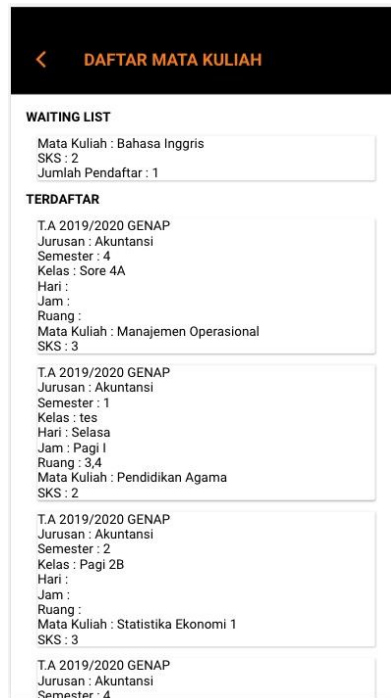 DAFTAR MATA KULIAH
WAITING LIST
Mata Kuliah : Bahasa Inggris
SKS : 2
Jumlah Pendaftar : 1
TERDAFTAR
T.A 2019/2020 GENAP
Jurusan : Akuntansi
Semester : 4
Kelas : Sore 4A
Hari :
Jam :
Ruang :
Mata Kuliah : Manajemen Operasional
SKS : 3
T.A 2019/2020 GENAP
Jurusan : Akuntansi
Semester : 1
Kelas : tes
Hari : Selasa
Jam : Pagi I
Ruang : 3,4
Mata Kuliah : Pendidikan Agama
SKS : 2
T.A 2019/2020 GENAP
Jurusan : Akuntansi
Semester : 2
Kelas : Pagi 2B
Hari :
Jam :
Ruang :
Mata Kuliah : Statistika Ekonomi 1
SKS : 3
T.A 2019/2020 GENAP
Jurusan : Akuntansi
Semester : 4